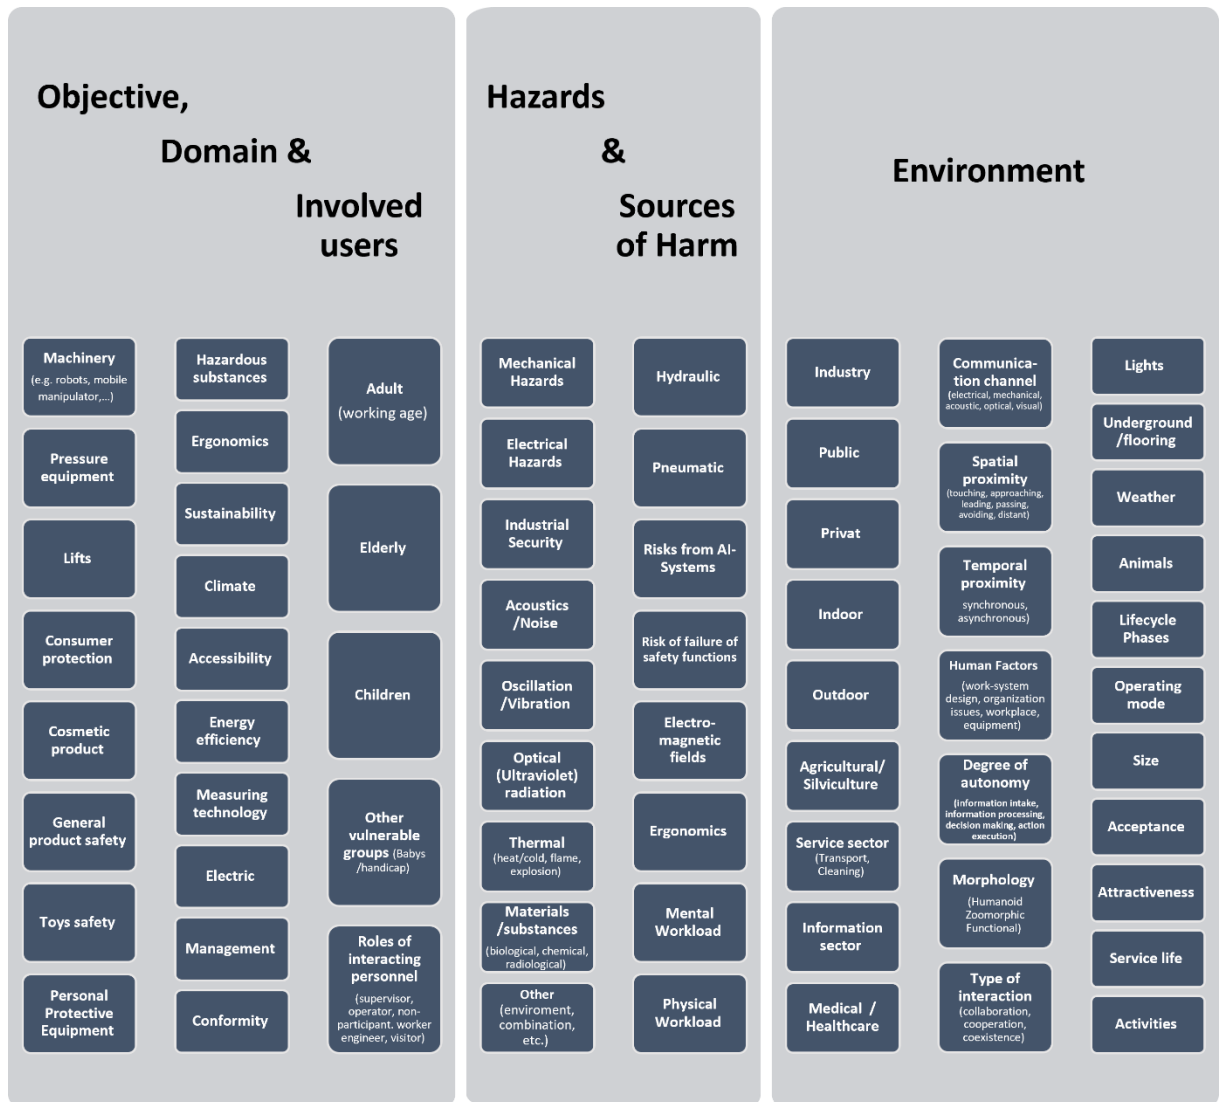 Objective,
Domain &
Involved
users
Machinery
(e.g. robots, mobile
manipulator,...)
Pressure
equipment
Lifts
Consumer
protection
Cosmetic
product
General
product safety
Toys safety
Personal
Protective
Equipment
Hazardous
substances
Ergonomics
Sustainability
Climate
Accessibility
Energy
efficiency
Measuring
technology
Electric
Management
Conformity
Adult
(working age)
Elderly
Children
Other
vulnerable
groups (Babys
/handicap)
Roles of
interacting
personnel
(supervisor,
operator, non-
participant. worker
engineer, visitor)
Hazards
&
Sources
of Harm
Mechanical
Hazards
Electrical
Hazards
Industrial
Security
Acoustics
/Noise
Oscillation
/Vibration
Optical
(Ultraviolet)
radiation
Thermal
(heat/cold, flame,
explosion)
Materials
/substances
(biological, chemical,
radiological)
Other
(enviroment,
combination,
etc.)
Hydraulic
Pneumatic
Risks from AI-
Systems
Risk of failure of
safety functions
Electro-
magnetic
fields
Ergonomics
Mental
Workload
Physical
Workload
Environment
Industry
Public
Privat
Indoor
Outdoor
Agricultural/
Silviculture
Service sector
(Transport,
Cleaning)
Information
sector
Medical /
Healthcare
Communica-
tion channel
(electrical, mechanical,
acoustic, optical, visual)
Spatial
proximity
(touching, approaching,
leading, passing,
avoiding, distant)
Temporal
proximity
synchronous,
asynchronous)
Human Factors
(work-system
design, organization
issues, workplace,
equipment)
Degree of
autonomy
(information intake,
information processing,
decision making, action
execution)
Morphology
(Humanoid
Zoomorphic
Functional)
Type of
interaction
(collaboration,
cooperation,
coexistence)
Lights
Underground
/flooring
Weather
Animals
Lifecycle
Phases
Operating
mode
Size
Acceptance
Attractiveness
Service life
Activities